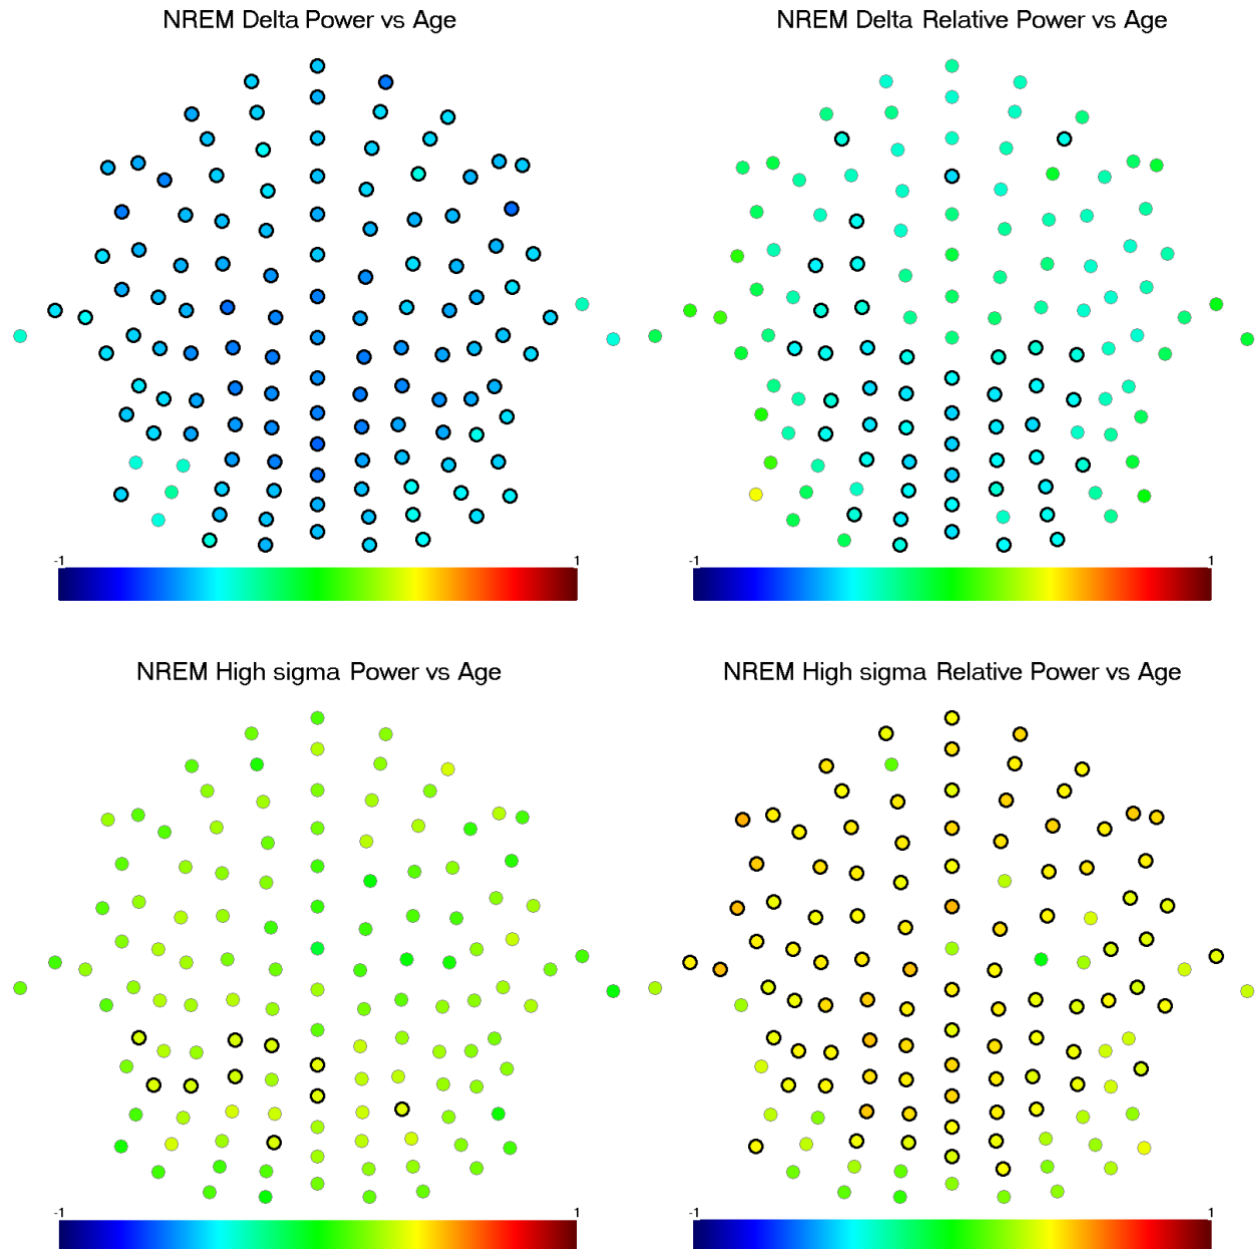 NREM Delta Power vs Age
NREM Delta Relative Power vs Age
-1 1
-1 1
NREM High sigma Power vs Age
NREM High sigma Relative Power vs Age
-1 1
-1 1